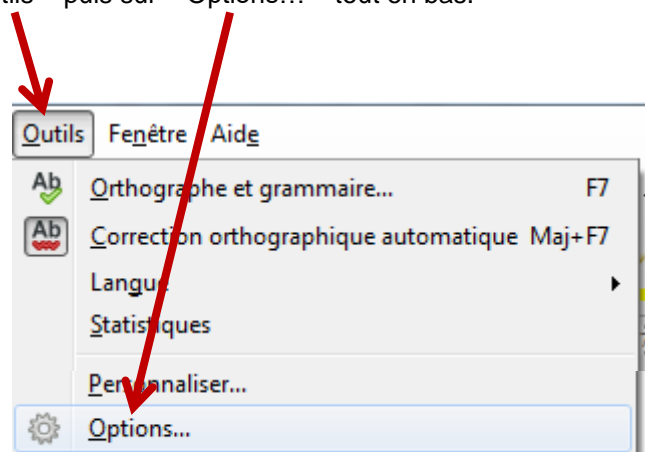 puis sur Options… tout en bas.
Outils Fenêtre Aide
Orthographe et grammaire... F7
Correction orthographique automatique Maj+F7
Langue
Statistiques
Personnaliser...
Options...